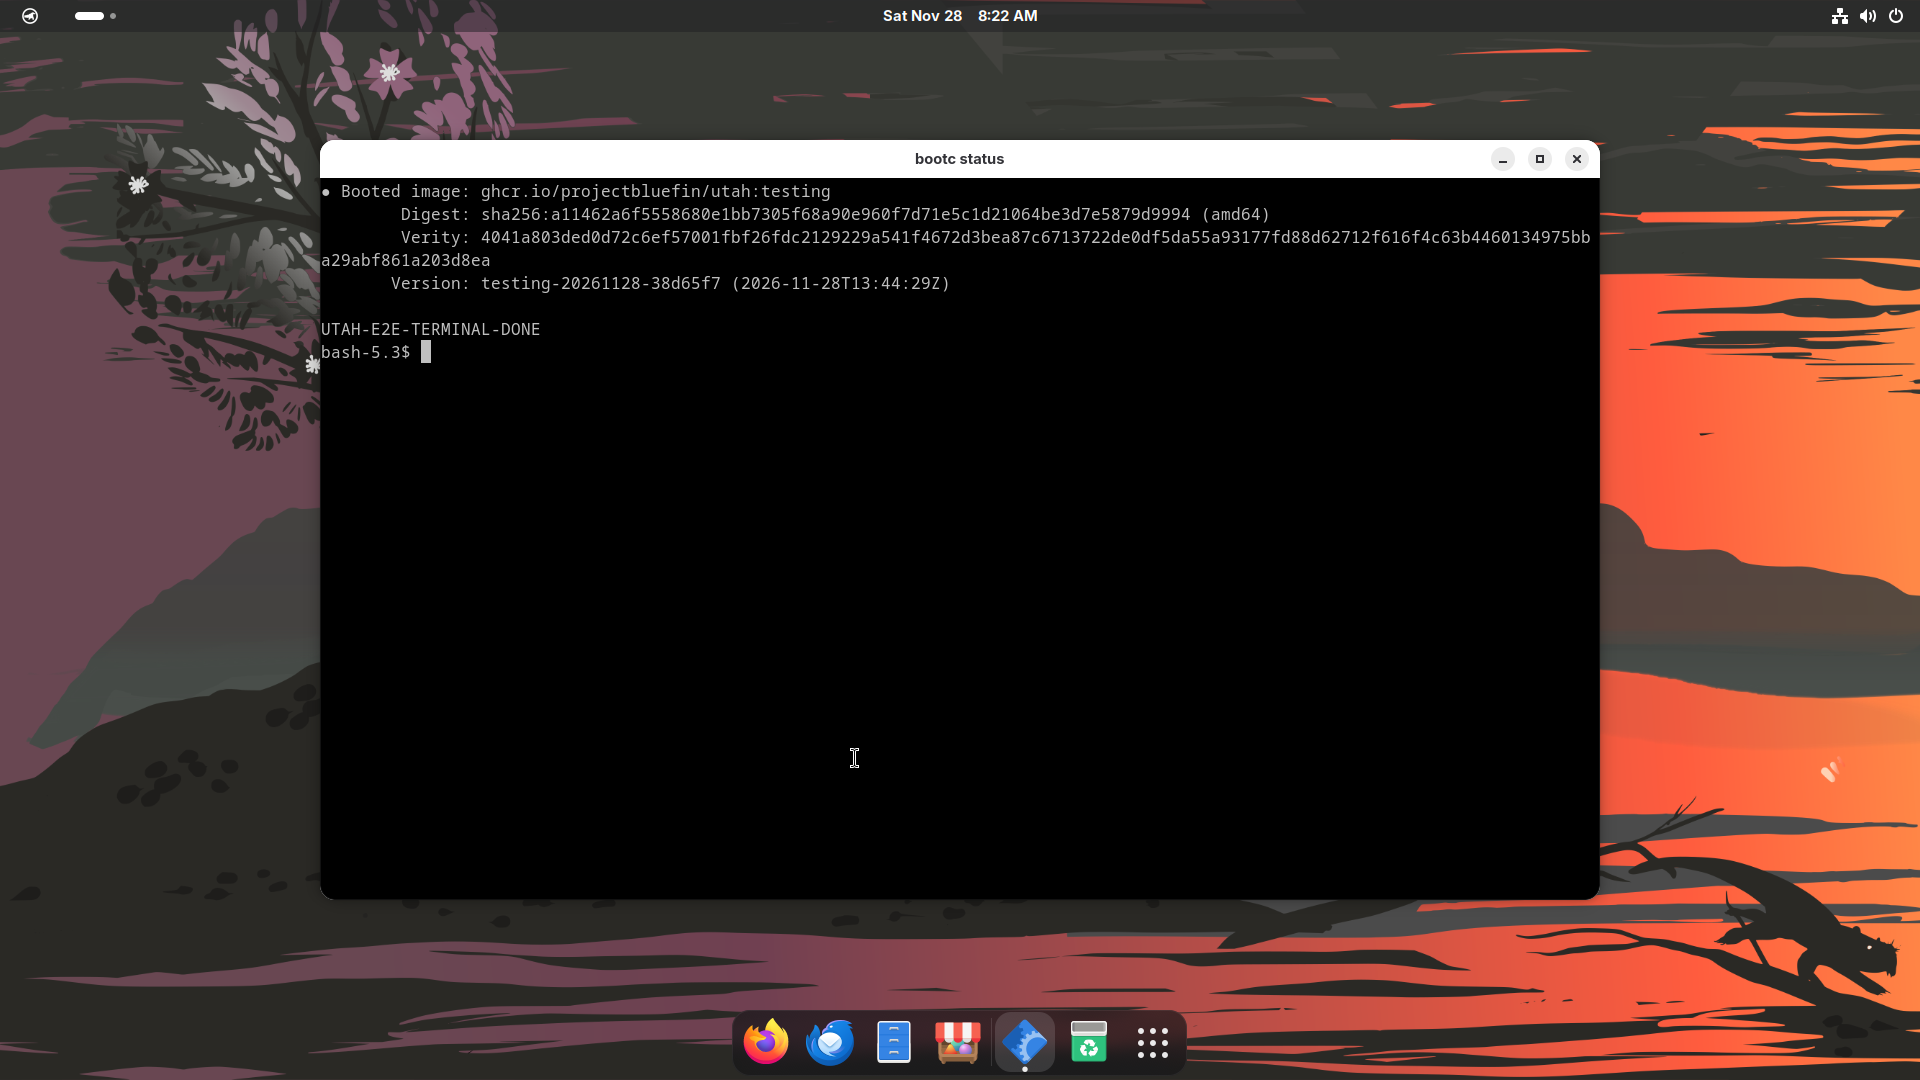 Sat Nov 28 8:22 AM
bootc status
● Booted image: ghcr.io/projectbluefin/utah:testing
Digest: sha256:a11462a6f5558680e1bb7305f68a90e960f7d71e5c1d21064be3d7e5879d9994 (amd64)
Verity: 4041a803ded0d72c6ef57001fbf26fdc2129229a541f4672d3bea87c6713722de0df5da55a93177fd88d62712f616f4c63b4460134975bb
a29abf861a203d8ea
Version: testing-20261128-38d65f7 (2026-11-28T13:44:29Z)
UTAH-E2E-TERMINAL-DONE
bash-5.3$